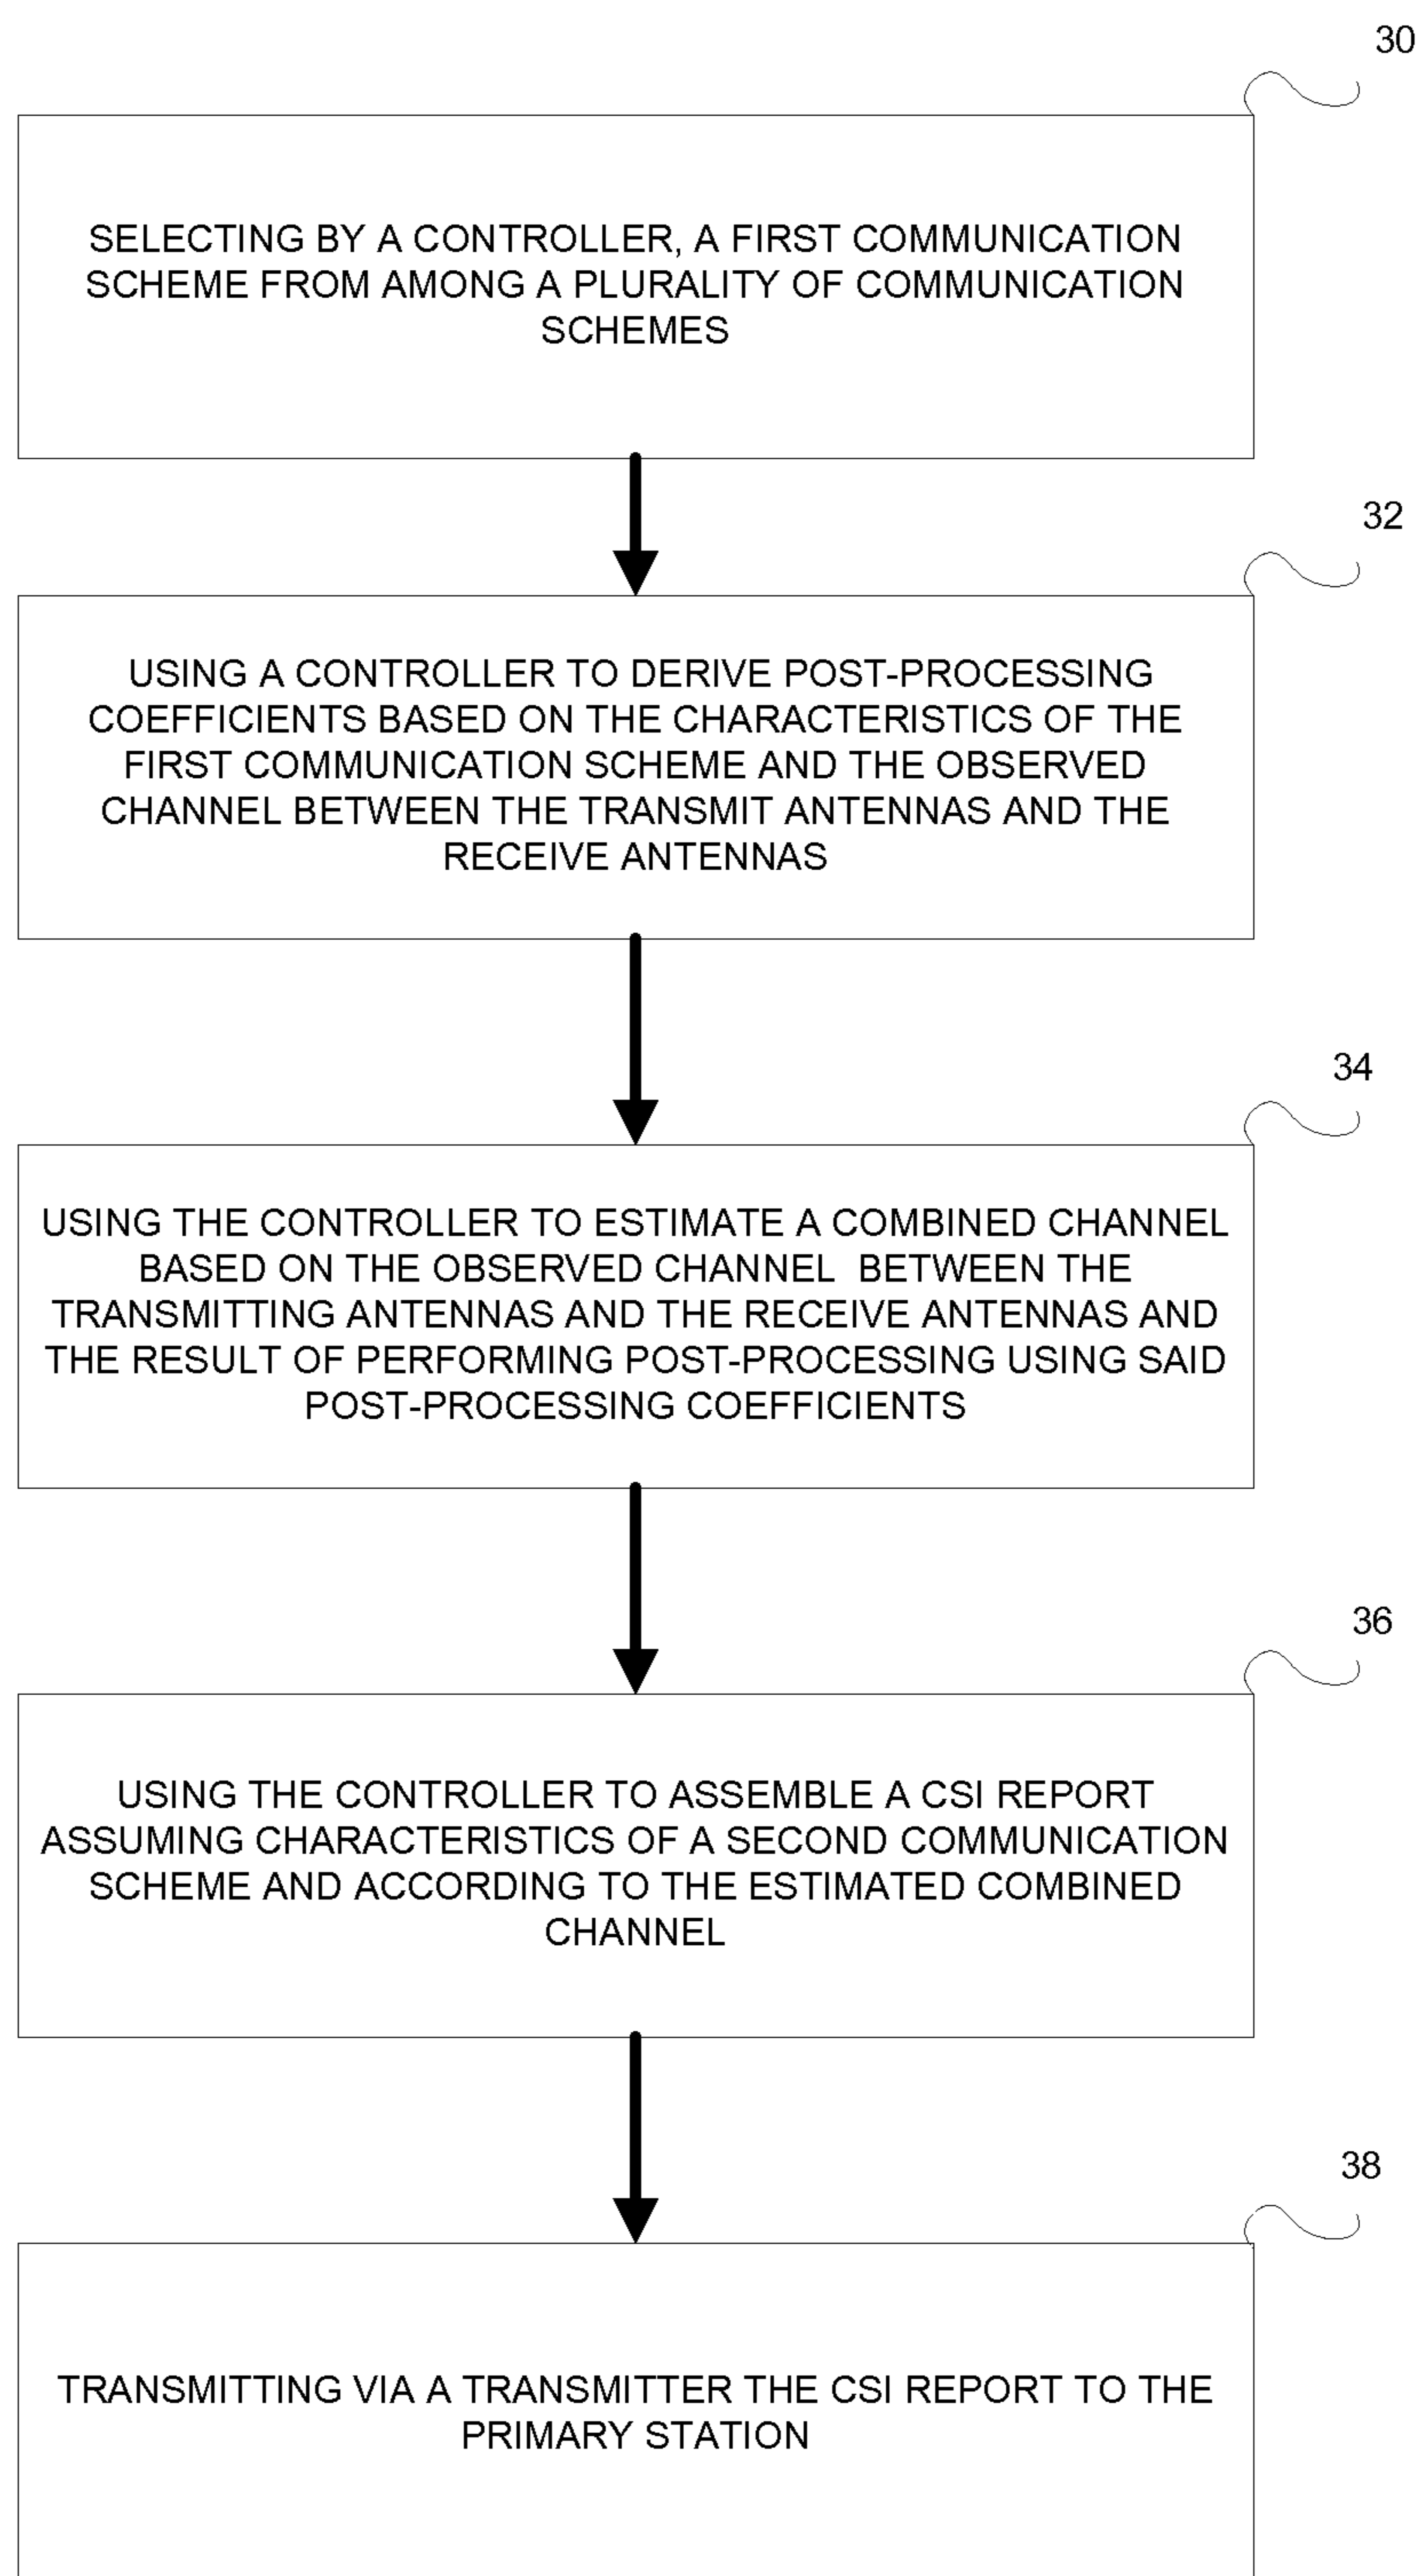 30
SELECTING BY A CONTROLLER, A FIRST COMMUNICATION
SCHEME FROM AMONG A PLURALITY OF COMMUNICATION
SCHEMES
32
USING A CONTROLLER TO DERIVE POST-PROCESSING
COEFFICIENTS BASED ON THE CHARACTERISTICS OF THE
FIRST COMMUNICATION SCHEME AND THE OBSERVED
CHANNEL BETWEEN THE TRANSMIT ANTENNAS AND THE
RECEIVE ANTENNAS
34
USING THE CONTROLLER TO ESTIMATE A COMBINED CHANNEL
BASED ON THE OBSERVED CHANNEL BETWEEN THE
TRANSMITTING ANTENNAS AND THE RECEIVE ANTENNAS AND
THE RESULT OF PERFORMING POST-PROCESSING USING SAID
POST-PROCESSING COEFFICIENTS
36
USING THE CONTROLLER TO ASSEMBLE A CSI REPORT
ASSUMING CHARACTERISTICS OF A SECOND COMMUNICATION
SCHEME AND ACCORDING TO THE ESTIMATED COMBINED
CHANNEL
38
TRANSMITTING VIA A TRANSMITTER THE CSI REPORT TO THE
PRIMARY STATION